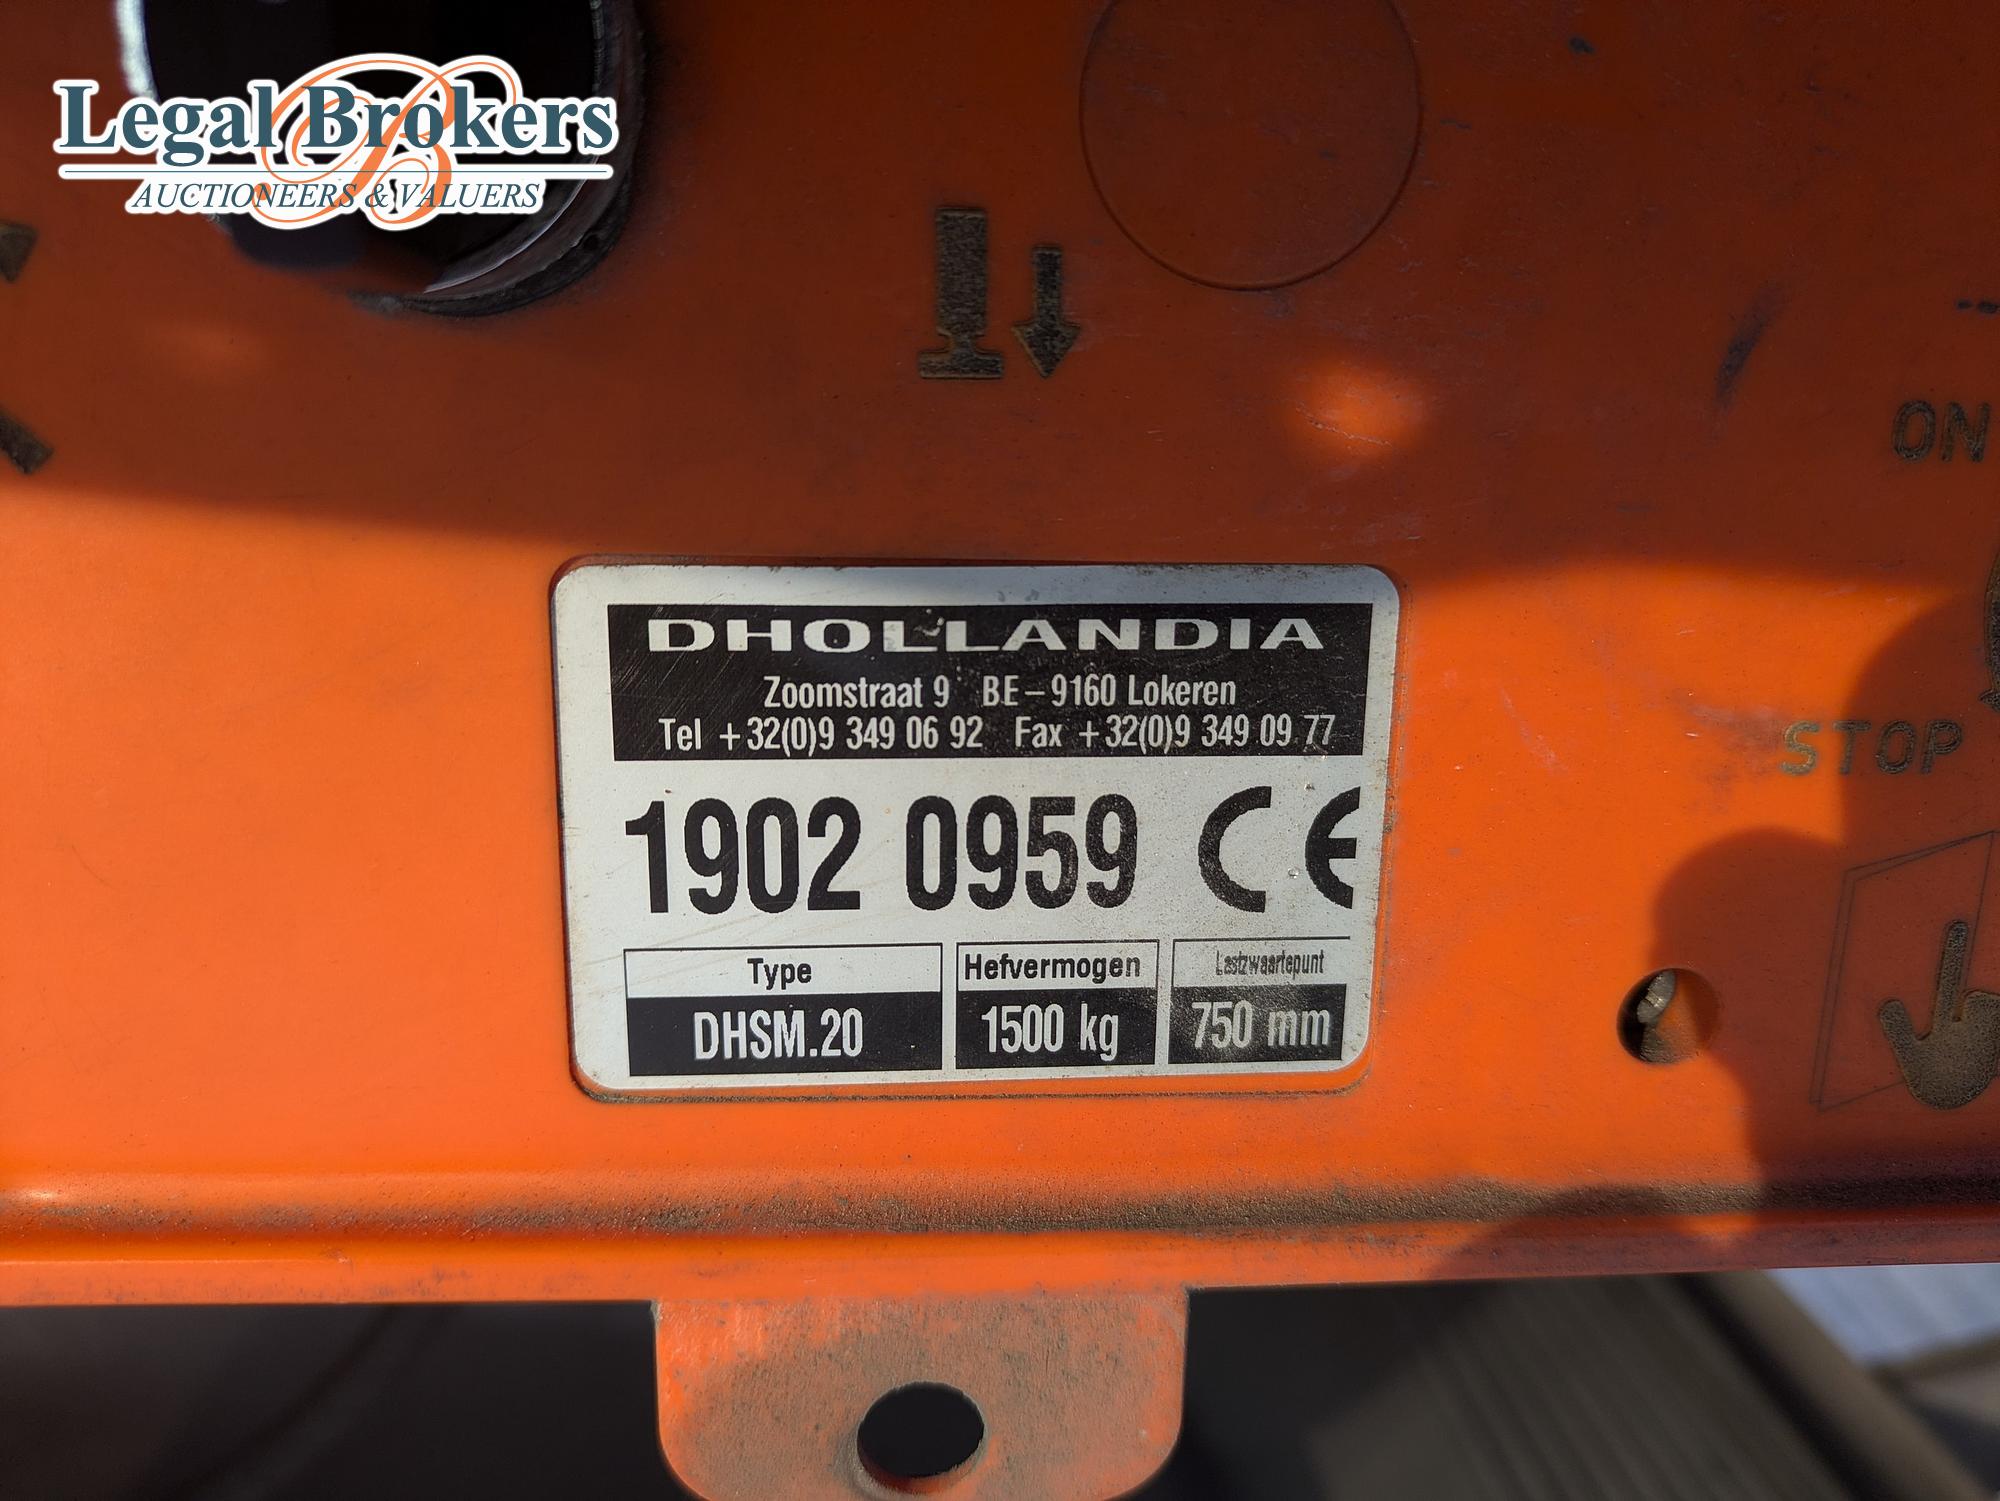 Legal Brokers
AUCTIONEERS & VALUERS
ON
STOP
DHOLLANDIA
Zoomstraat 9 BE-9160 Lokeren
Tel +32(0)9 349 06 92 Fax +32(0)9 349 09 77
1902 0959 CE
Type Hefvermogen Lastzwaartepunt
DHSM.20 1500 kg 750 mm